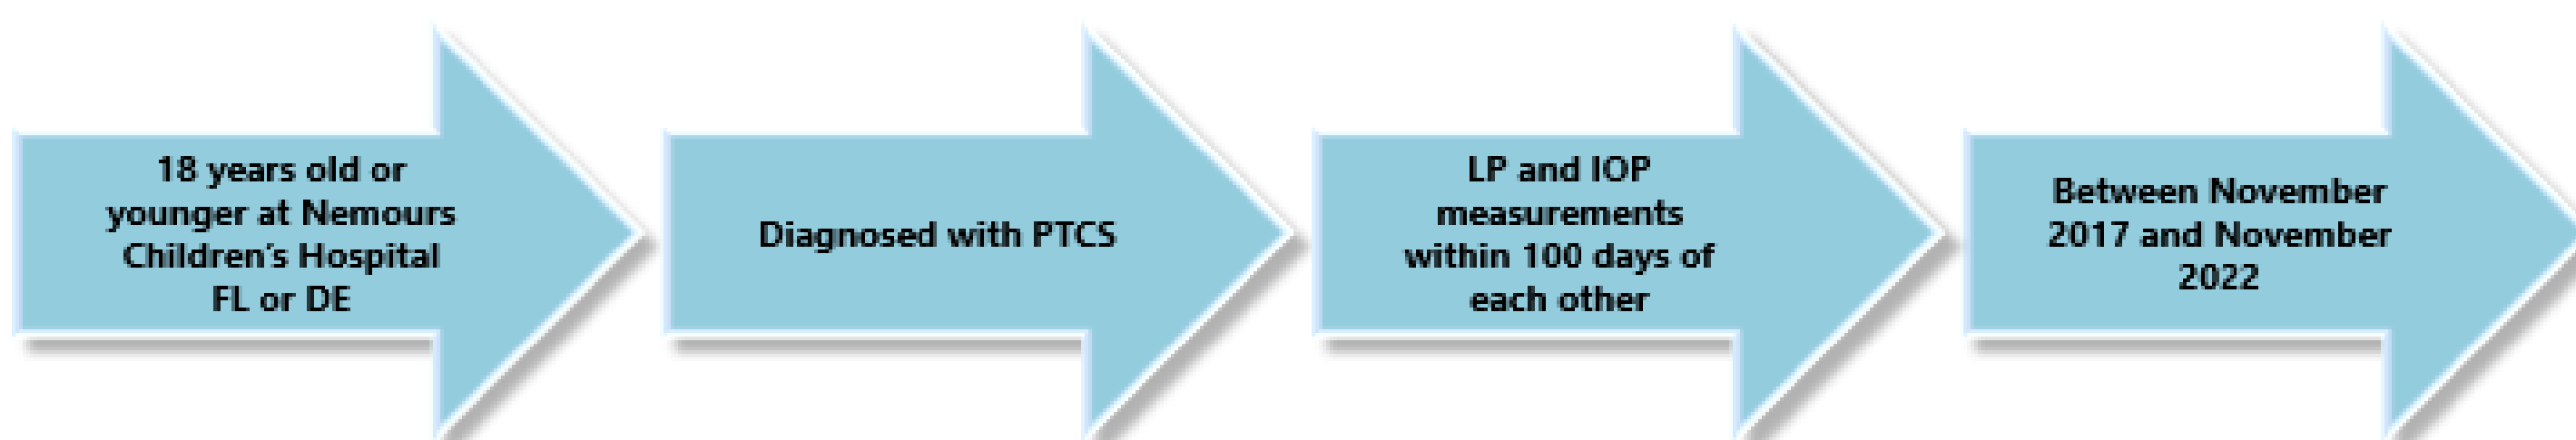 18 years old or
younger at Nemours
Children's Hospital
FL or DE
Diagnosed with PTCS
LP and IOP
measurements
within 100 days of
each other
Between November
2017 and November
2022